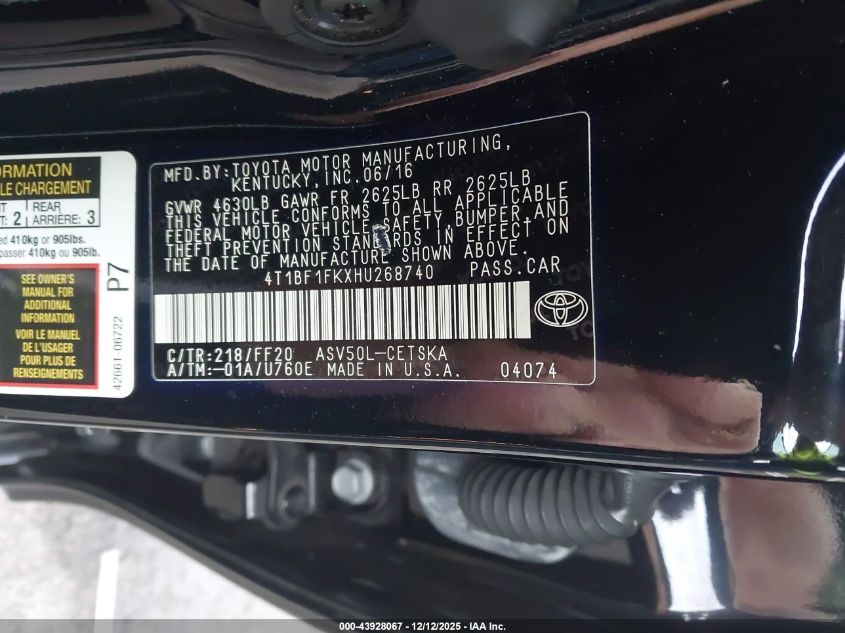 ORMATION
LE CHARGEMENT
NT
T: 2
REAR
ARRIÈRE: 3
ed 410kg or 905lbs.
passer 410kg ou 905lb.
SEE OWNER'S
MANUAL FOR
ADDITIONAL
INFORMATION
VOIR LE MANUEL
DE L'USAGER
POUR PLUS DE
RENSEIGNEMENTS
P7
42661-06722
MFD.BY:TOYOTA MOTOR MANUFACTURING,
KENTUCKY,INC.06/16
GVWR 4630LB GAWR FR 2625LB RR 2625LB
THIS VEHICLE CONFORMS TO ALL APPLICABLE
FEDERAL MOTOR VEHICLE SAFETY,BUMPER,AND
THEFT PREVENTION STANDARDS IN EFFECT ON
THE DATE OF MANUFACTURE SHOWN ABOVE.
4T1BF1FKXHU268740 PASS.CAR
C/TR:218/FF20 ASV50L-CETSKA
A/TM:-01A/U760E MADE IN U.S.A. 04074
000-43928067 - 12/12/2025 - IAA Inc.